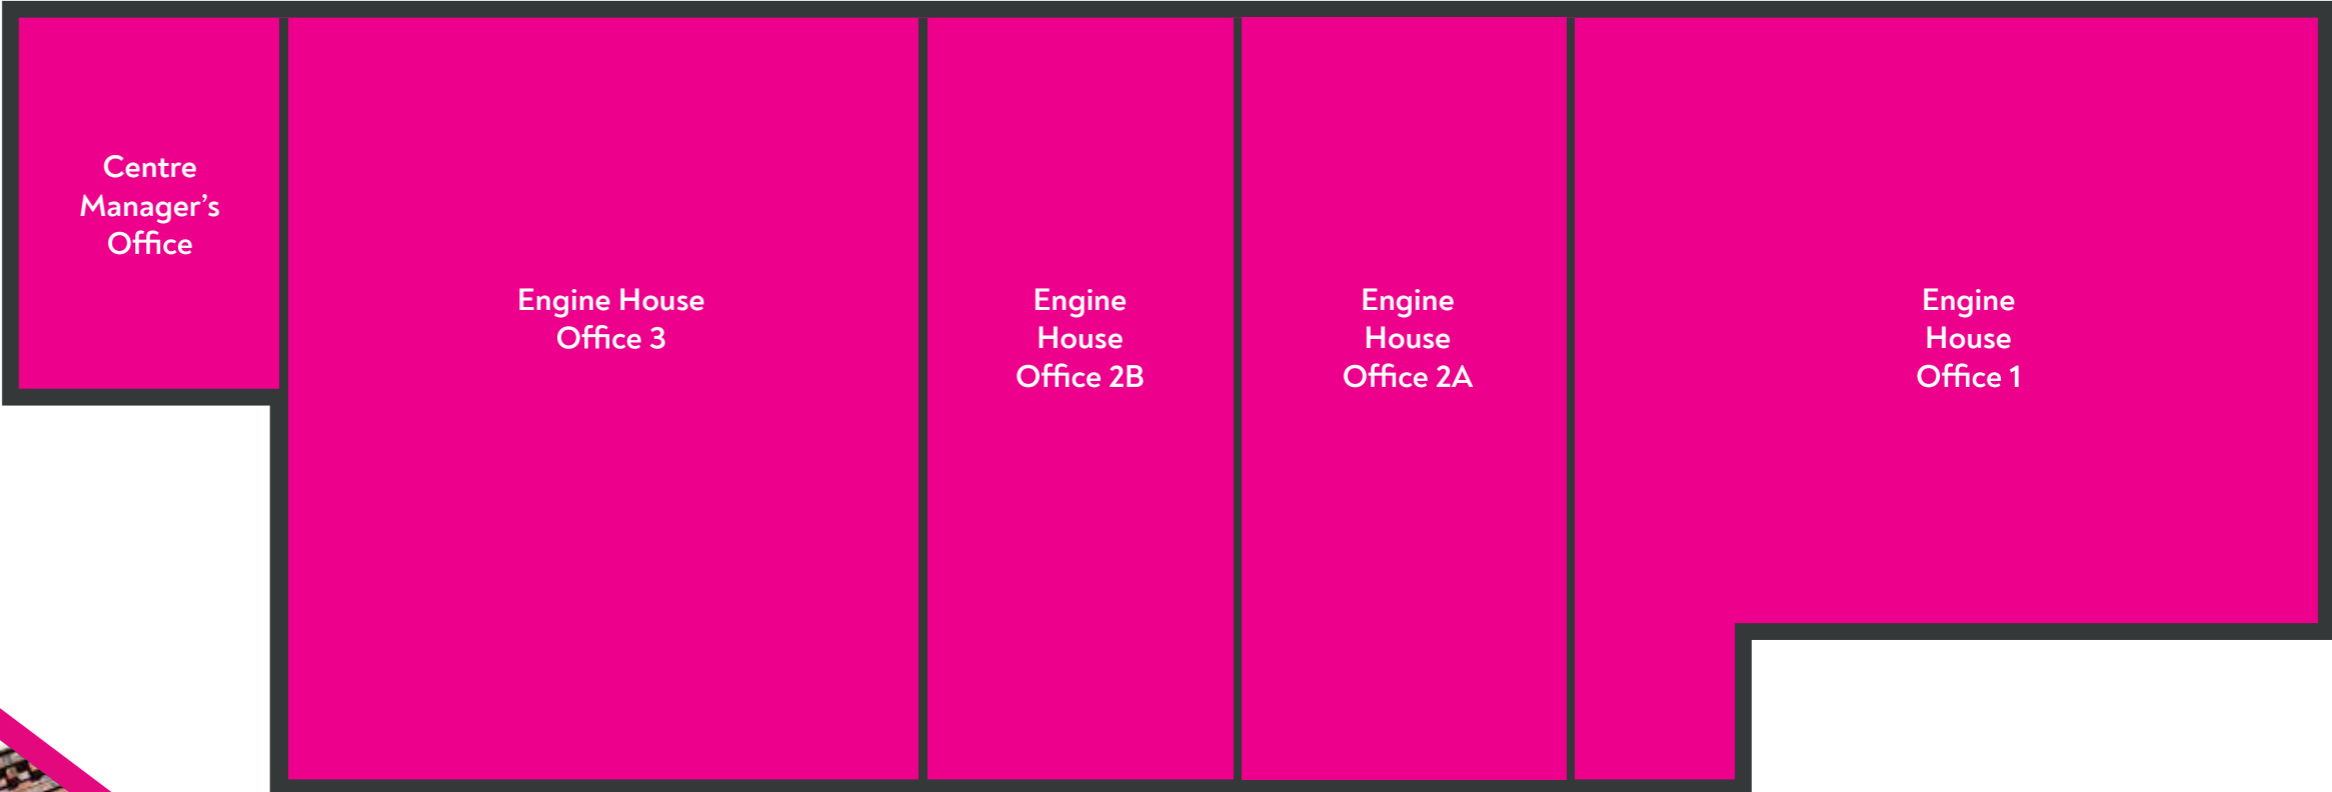 Centre
Manager’s
Office
Engine House
Office 3
Engine
House
Office 2B
Engine
House
Office 2A
Engine
House
Office 1